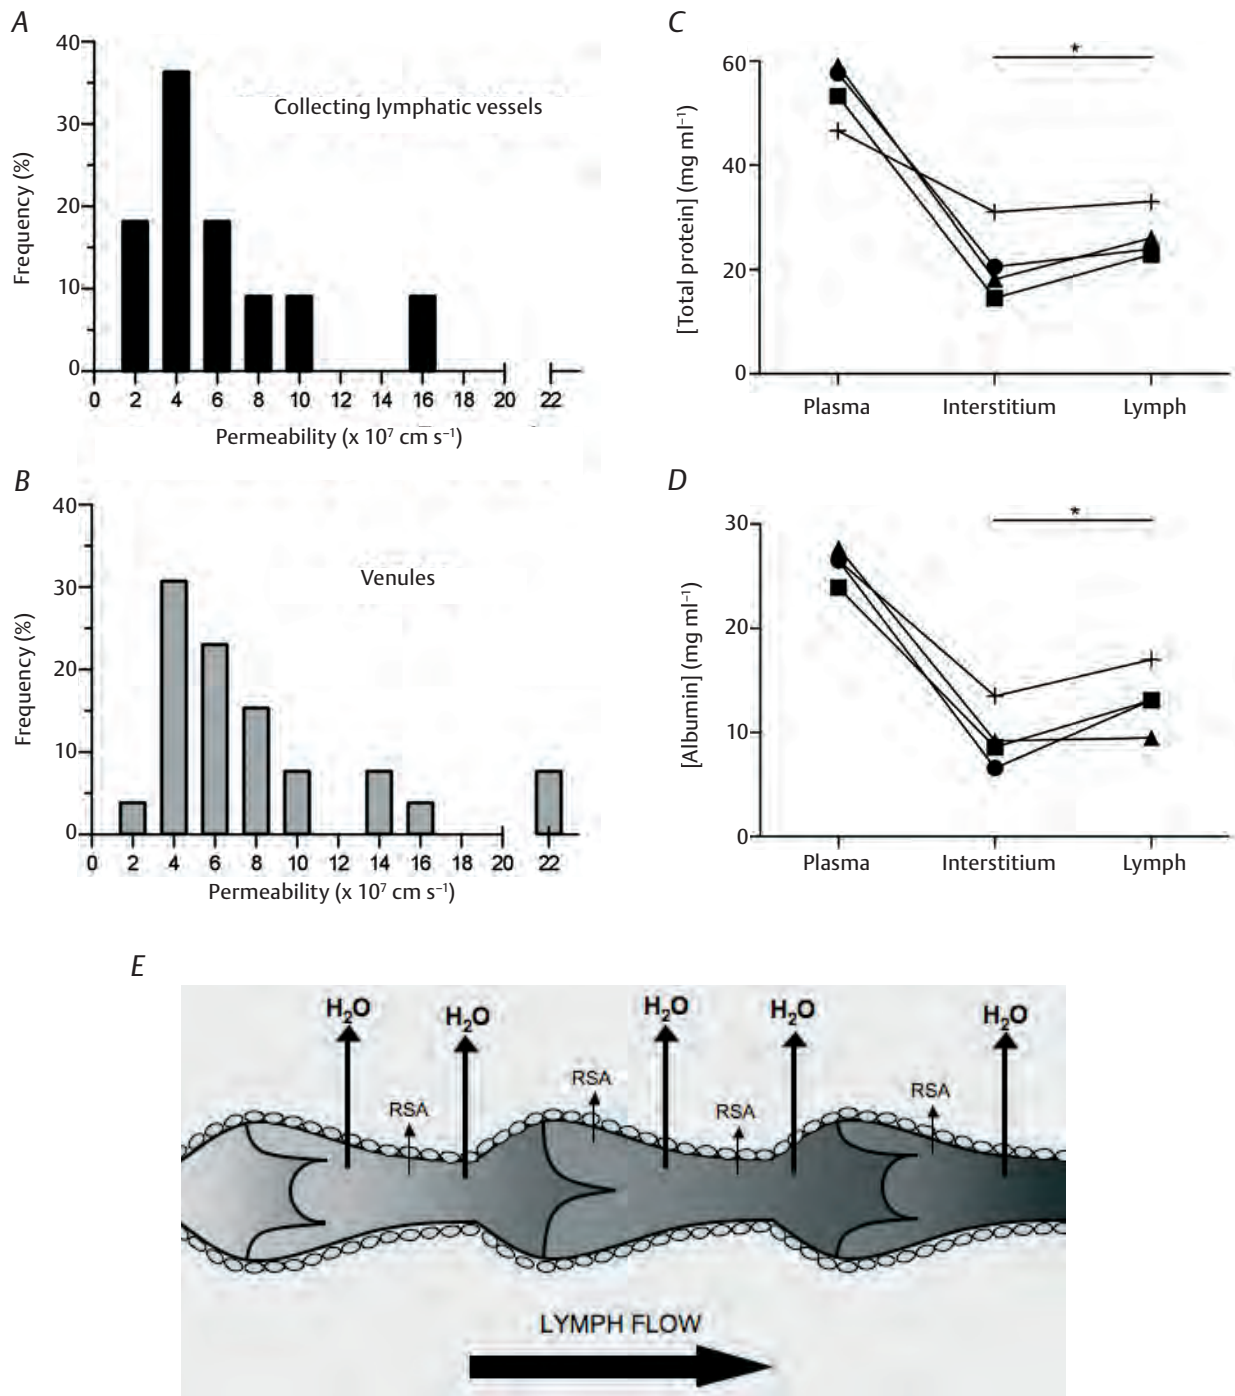 A
40
30
20
10
0
Frequency (%)
Collecting lymphatic vessels
0 2 4 6 8 10 12 14 16 18 20 22
Permeability (x 10⁷ cm s⁻¹)
B
40
30
20
10
0
Frequency (%)
Venules
0 2 4 6 8 10 12 14 16 18 20 22
Permeability (x 10⁷ cm s⁻¹)
C
60
40
20
0
[Total protein] (mg ml⁻¹)
*
Plasma Interstitium Lymph
D
30
20
10
0
[Albumin] (mg ml⁻¹)
*
Plasma Interstitium Lymph
E
H₂O H₂O H₂O H₂O H₂O
RSA RSA RSA RSA
LYMPH FLOW